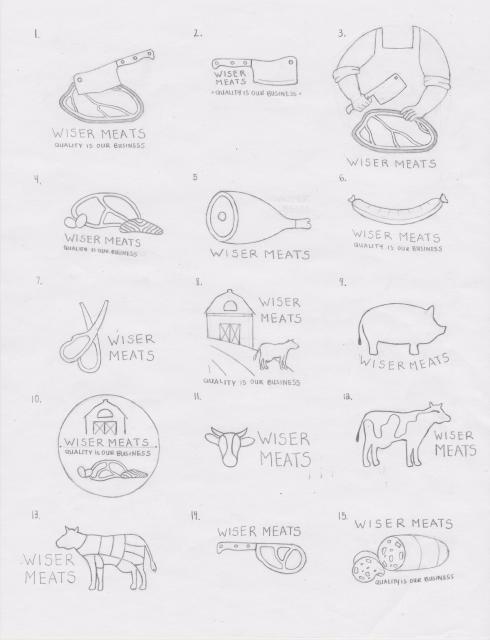 1.
WISER MEATS
QUALITY IS OUR BUSINESS
2.
WISER
MEATS
• QUALITY IS OUR BUSINESS •
3.
WISER MEATS
4.
WISER MEATS
QUALITY IS OUR BUSINESS
5
WISER MEATS
6.
WISER MEATS
QUALITY IS OUR BUSINESS
7.
WISER
MEATS
8.
WISER
MEATS
QUALITY IS OUR BUSINESS
9.
WISER MEATS
10.
WISER MEATS
QUALITY IS OUR BUSINESS
11.
WISER
MEATS
12.
WISER
MEATS
13.
WISER
MEATS
14.
WISER MEATS
15.
WISER MEATS
QUALITY IS OUR BUSINESS